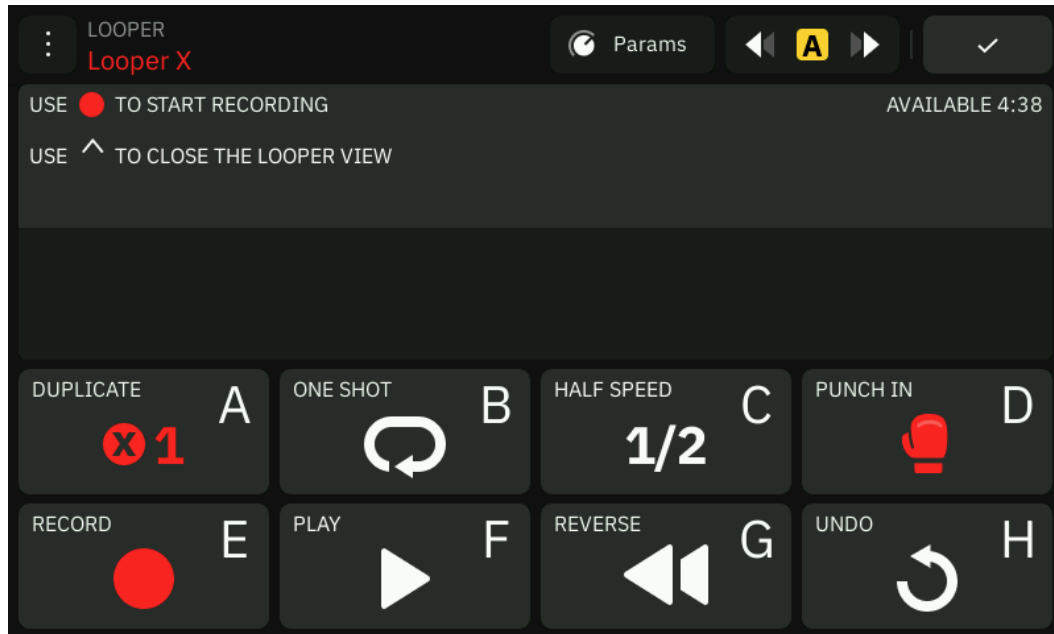 LOOPER
Looper X
Params
A
USE TO START RECORDING
AVAILABLE 4:38
USE ^ TO CLOSE THE LOOPER VIEW
DUPLICATE A
X 1
ONE SHOT B
HALF SPEED C
1/2
PUNCH IN D
RECORD E
PLAY F
REVERSE G
UNDO H